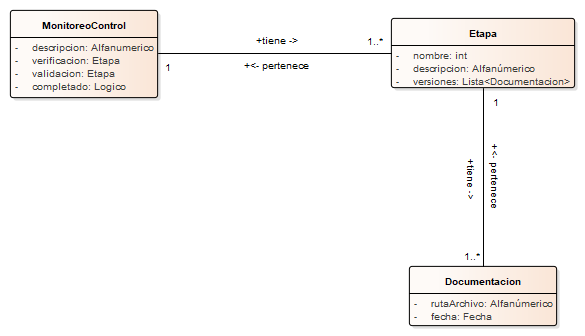 MonitoreoControl
- descripcion: Alfanumerico
- verificacion: Etapa
- validacion: Etapa
- completado: Logico
+tiene ->
1..*
1
+<- pertenece
Etapa
- nombre: int
- descripcion: Alfanúmerico
- versiones: Lista<Documentacion>
1
+tiene ->
+<- pertenece
1..*
Documentacion
- rutaArchivo: Alfanúmerico
- fecha: Fecha